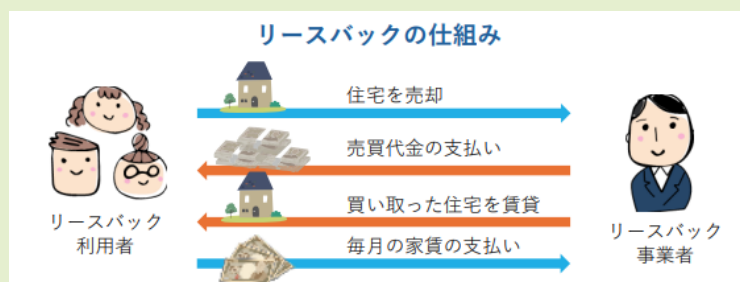 リースバックの仕組み
住宅を売却
売買代金の支払い
買い取った住宅を賃貸
毎月の家賃の支払い
リースバック
利用者
リースバック
事業者